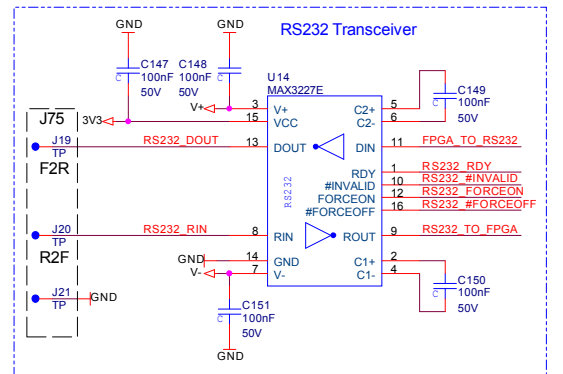 RS232 Transceiver
GND
GND
C147
100nF
50V
C
C148
100nF
50V
C
U14
MAX3227E
C149
100nF
50V
C
V+
3V3
J75
J19
TP
F2R
J20
TP
R2F
J21
TP
GND
RS232_DOUT
RS232_RIN
3 V+
15 VCC
13 DOUT
8 RIN
GND 14 GND
V- 7 V-
RS232
C2+ 5
C2- 6
DIN 11 FPGA_TO_RS232
RDY 1 RS232_RDY
#INVALID 10 RS232_#INVALID
FORCEON 12 RS232_FORCEON
#FORCEOFF 16 RS232_#FORCEOFF
ROUT 9 RS232_TO_FPGA
C1+ 2
C1- 4
C150
100nF
50V
C
C151
100nF
50V
C
GND